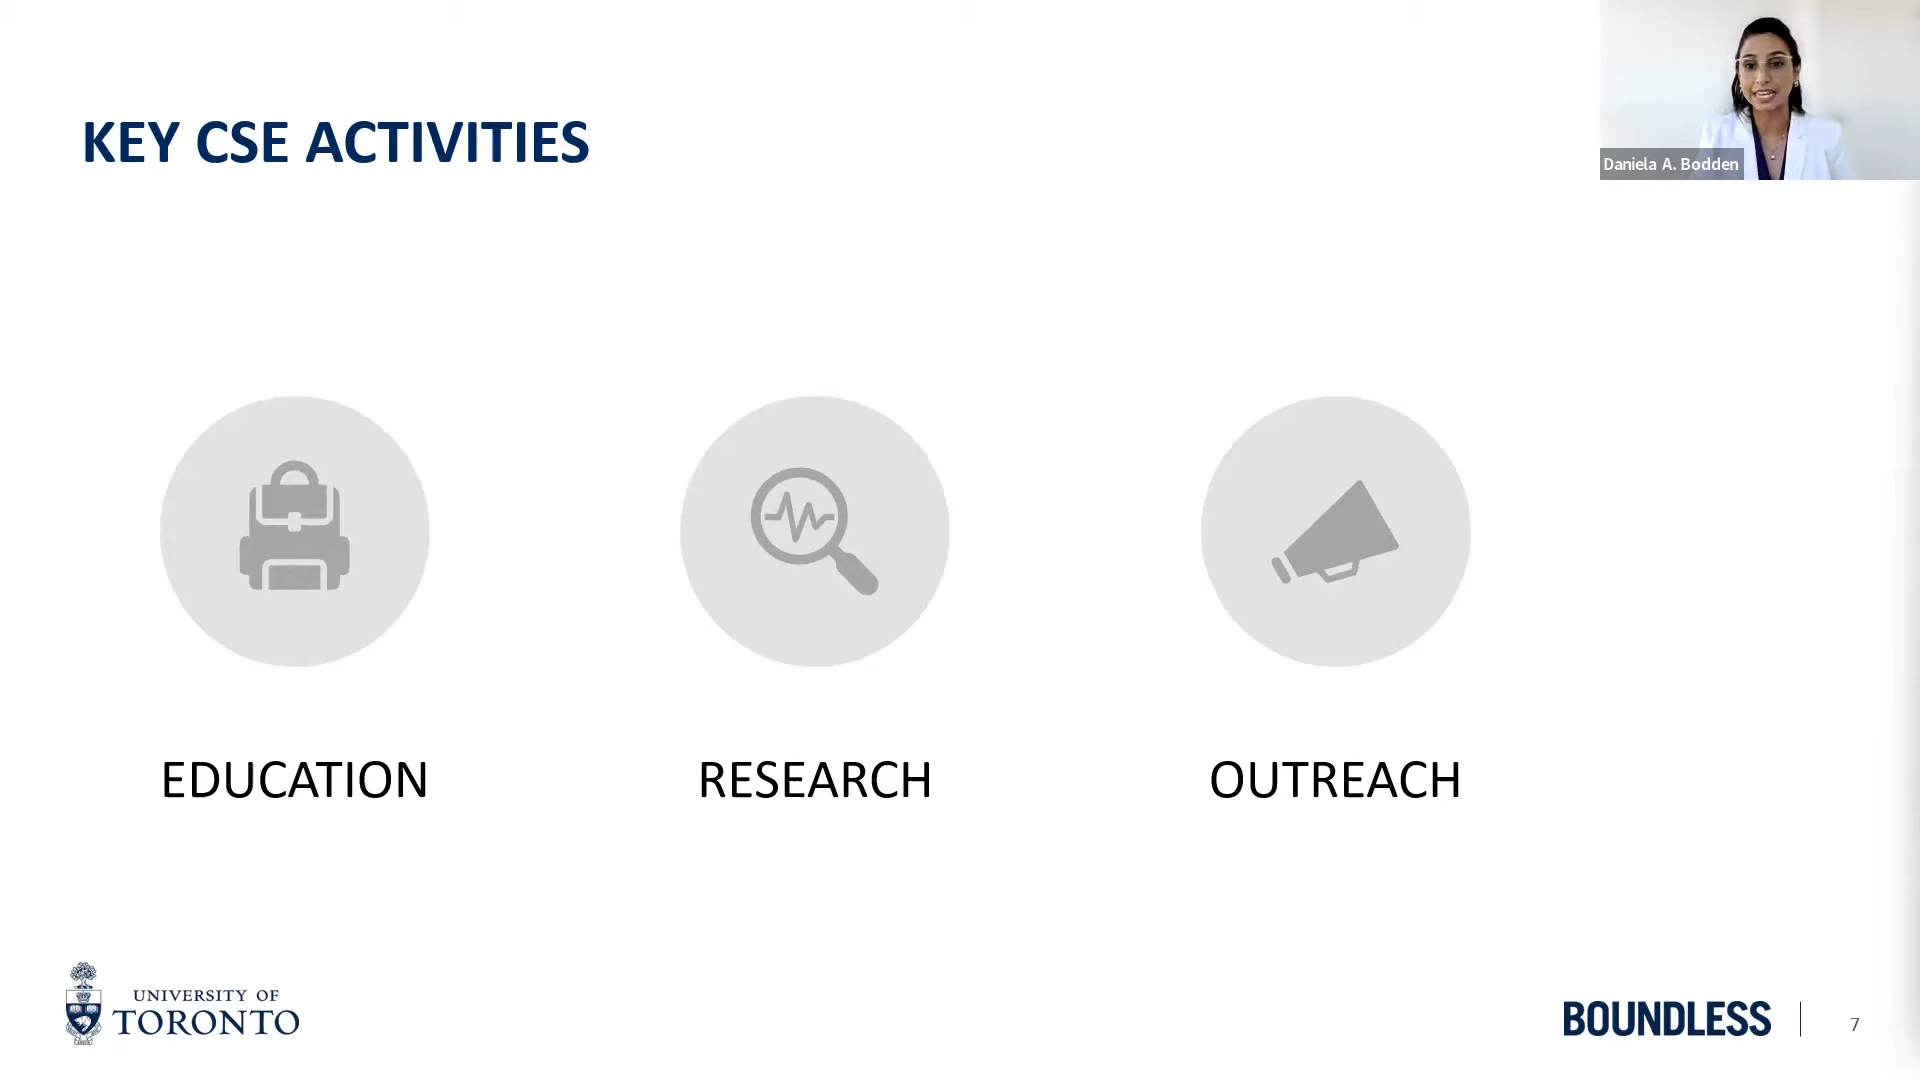 KEY CSE ACTIVITIES
Daniela A. Bodden
EDUCATION
RESEARCH
OUTREACH
UNIVERSITY OF
TORONTO
BOUNDLESS
7